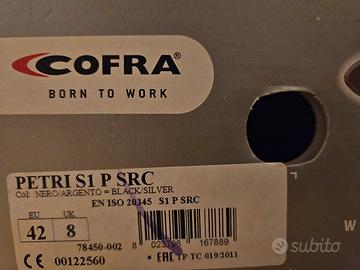 COFRA
BORN TO WORK
PETRI S1 P SRC
Col: NERO/ARGENTO = BLACK/SILVER
EN ISO 20345 S1 P SRC
EU UK
42 8
78450-002 8 023796 167889
CE 00122560 EAC TP TC 019/2011
W
subito